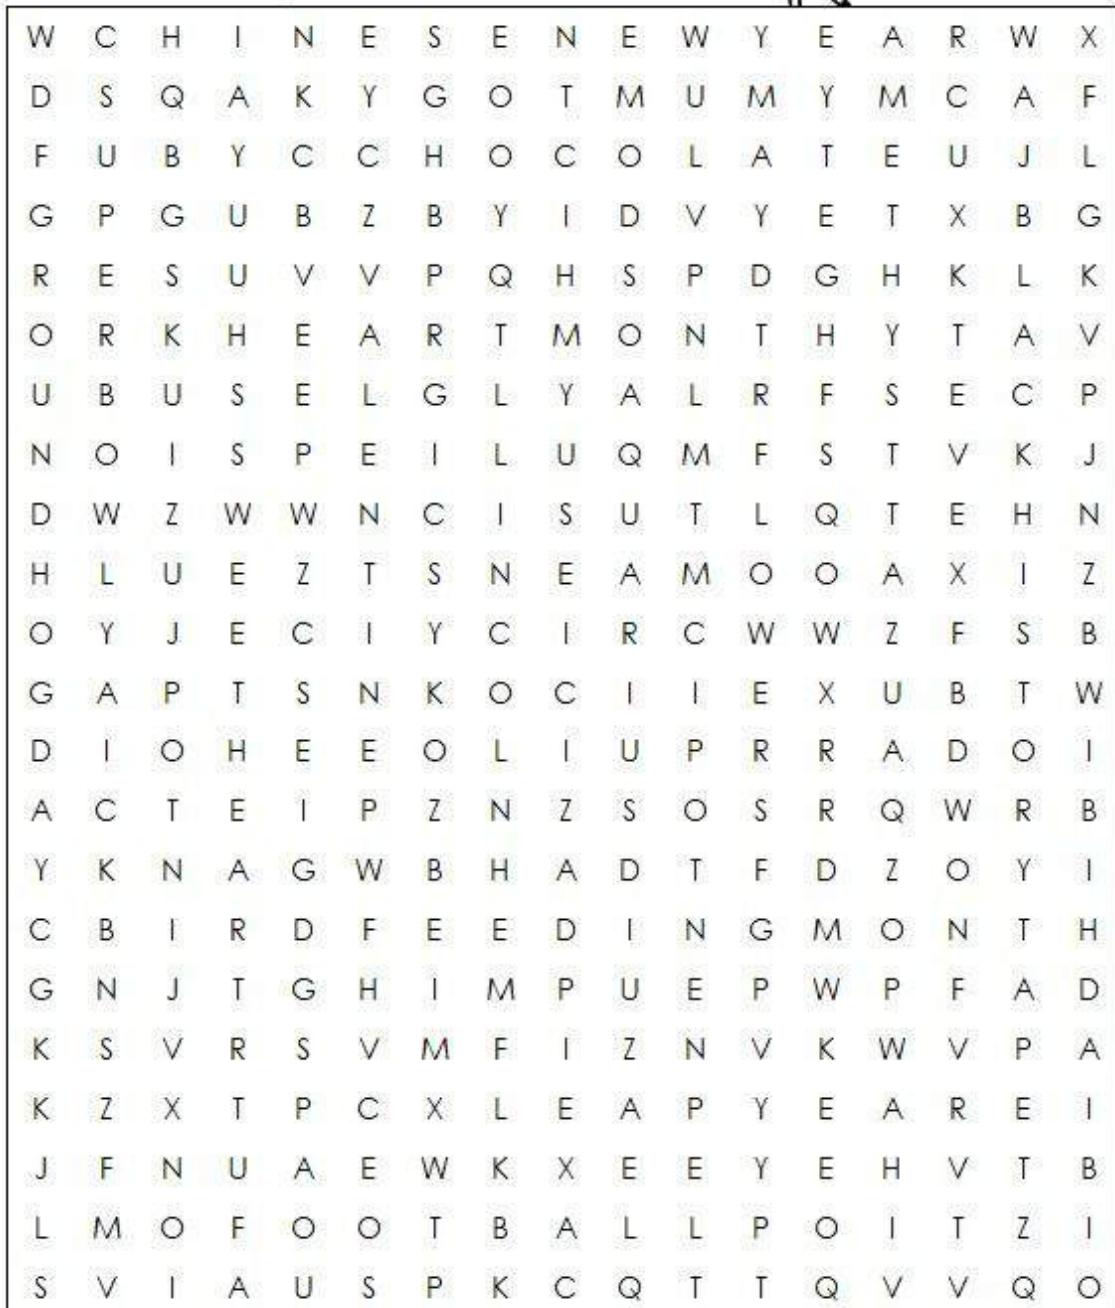 W C H I N E S E N E W Y E A R W X
D S Q A K Y G O T M U M Y M C A F
F U B Y C C H O C O L A T E U J L
G P G U B Z B Y I D V Y E T X B G
R E S U V V P Q H S P D G H K L K
O R K H E A R T M O N T H Y T A V
U B U S E L G L Y A L R F S E C P
N O I S P E I L U Q M F S T V K J
D W Z W W N C I S U T L Q T E H N
H L U E Z T S N E A M O O A X I Z
O Y J E C I Y C I R C W W Z F S B
G A P T S N K O C I I E X U B T W
D I O H E E O L I U P R R A D O I
A C T E I P Z N Z S O S R Q W R B
Y K N A G W B H A D T F D Z O Y I
C B I R D F E E D I N G M O N T H
G N J T G H I M P U E P W P F A D
K S V R S V M F I Z N V K W V P A
K Z X T P C X L E A P Y E A R E I
J F N U A E W K X E E Y E H V T B
L M O F O O T B A L L P O I T Z I
S V I A U S P K C Q T T Q V V Q O